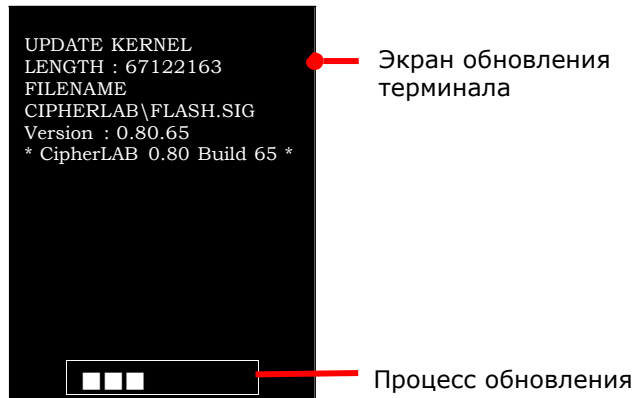 UPDATE KERNEL
LENGTH : 67122163
FILENAME
CIPHERLAB\FLASH.SIG
Version : 0.80.65
* CipherLAB 0.80 Build 65 *
Экран обновления
терминала
Процесс обновления